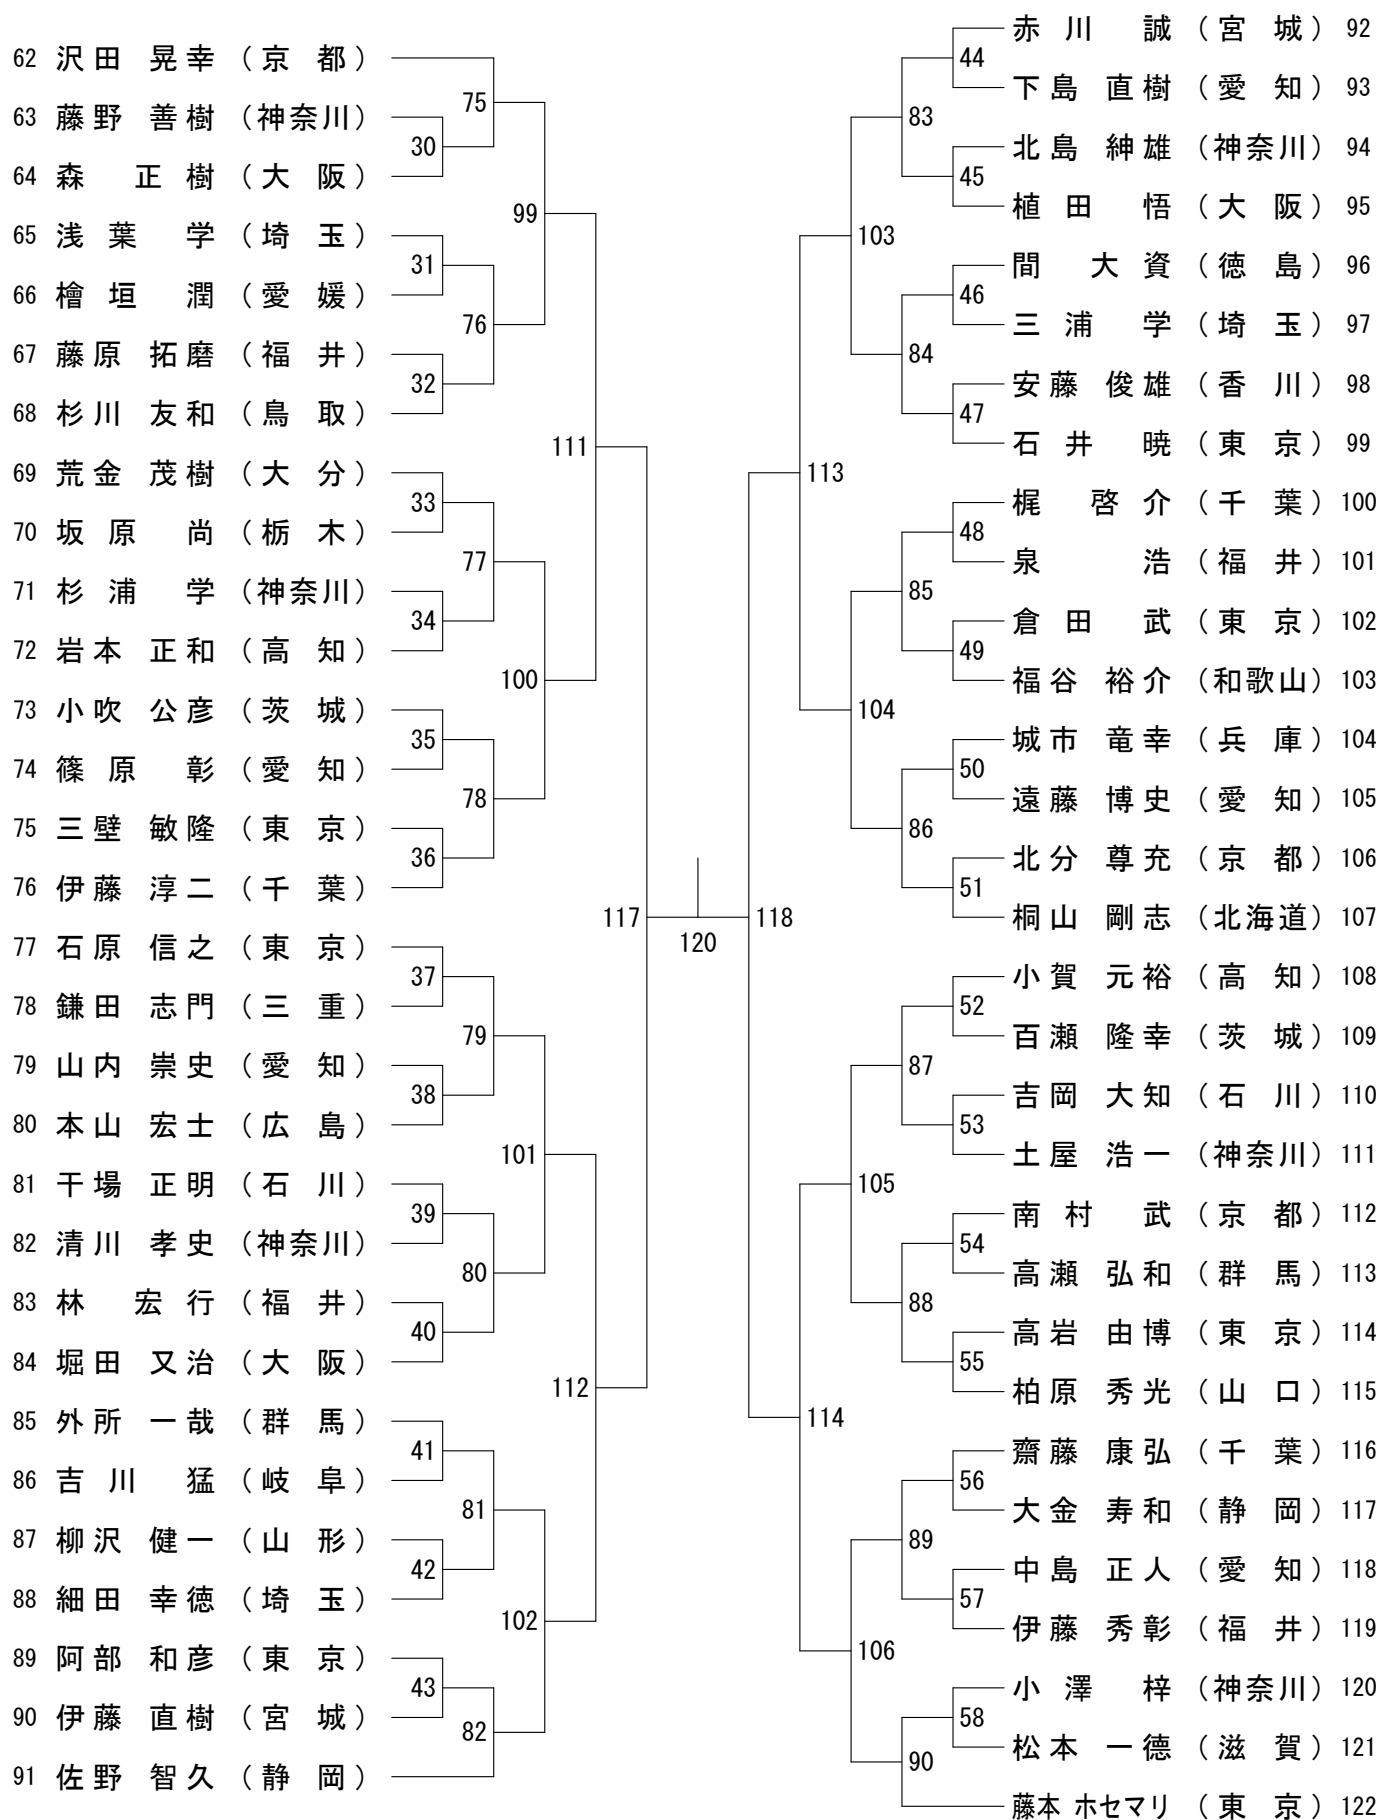 62 沢田 晃幸 （京 都）
63 藤野 善樹 （神奈川）
64 森 正樹 （大 阪）
65 浅葉 学 （埼 玉）
66 檜垣 潤 （愛 媛）
67 藤原 拓磨 （福 井）
68 杉川 友和 （鳥 取）
69 荒金 茂樹 （大 分）
70 坂原 尚 （栃 木）
71 杉浦 学 （神奈川）
72 岩本 正和 （高 知）
73 小吹 公彦 （茨 城）
74 篠原 彰 （愛 知）
75 三壁 敏隆 （東 京）
76 伊藤 淳二 （千 葉）
77 石原 信之 （東 京）
78 鎌田 志門 （三 重）
79 山内 崇史 （愛 知）
80 本山 宏士 （広 島）
81 干場 正明 （石 川）
82 清川 孝史 （神奈川）
83 林 宏行 （福 井）
84 堀田 又治 （大 阪）
85 外所 一哉 （群 馬）
86 吉川 猛 （岐 阜）
87 柳沢 健一 （山 形）
88 細田 幸徳 （埼 玉）
89 阿部 和彦 （東 京）
90 伊藤 直樹 （宮 城）
91 佐野 智久 （静 岡）
30
31
32
33
34
35
36
37
38
39
40
41
42
43
75
76
77
78
79
80
81
82
99
100
101
102
111
112
117
120
118
113
114
103
104
105
106
83
84
85
86
87
88
89
90
44
45
46
47
48
49
50
51
52
53
54
55
56
57
58
赤川 誠 （宮 城） 92
下島 直樹 （愛 知） 93
北島 紳雄 （神奈川） 94
植田 悟 （大 阪） 95
間 大資 （徳 島） 96
三浦 学 （埼 玉） 97
安藤 俊雄 （香 川） 98
石井 暁 （東 京） 99
梶 啓介 （千 葉） 100
泉 浩 （福 井） 101
倉田 武 （東 京） 102
福谷 裕介 （和歌山） 103
城市 竜幸 （兵 庫） 104
遠藤 博史 （愛 知） 105
北分 尊充 （京 都） 106
桐山 剛志 （北海道） 107
小賀 元裕 （高 知） 108
百瀬 隆幸 （茨 城） 109
吉岡 大知 （石 川） 110
土屋 浩一 （神奈川） 111
南村 武 （京 都） 112
高瀬 弘和 （群 馬） 113
高岩 由博 （東 京） 114
柏原 秀光 （山 口） 115
齋藤 康弘 （千 葉） 116
大金 寿和 （静 岡） 117
中島 正人 （愛 知） 118
伊藤 秀彰 （福 井） 119
小澤 梓 （神奈川） 120
松本 一徳 （滋 賀） 121
藤本 ホセマリ （東 京） 122